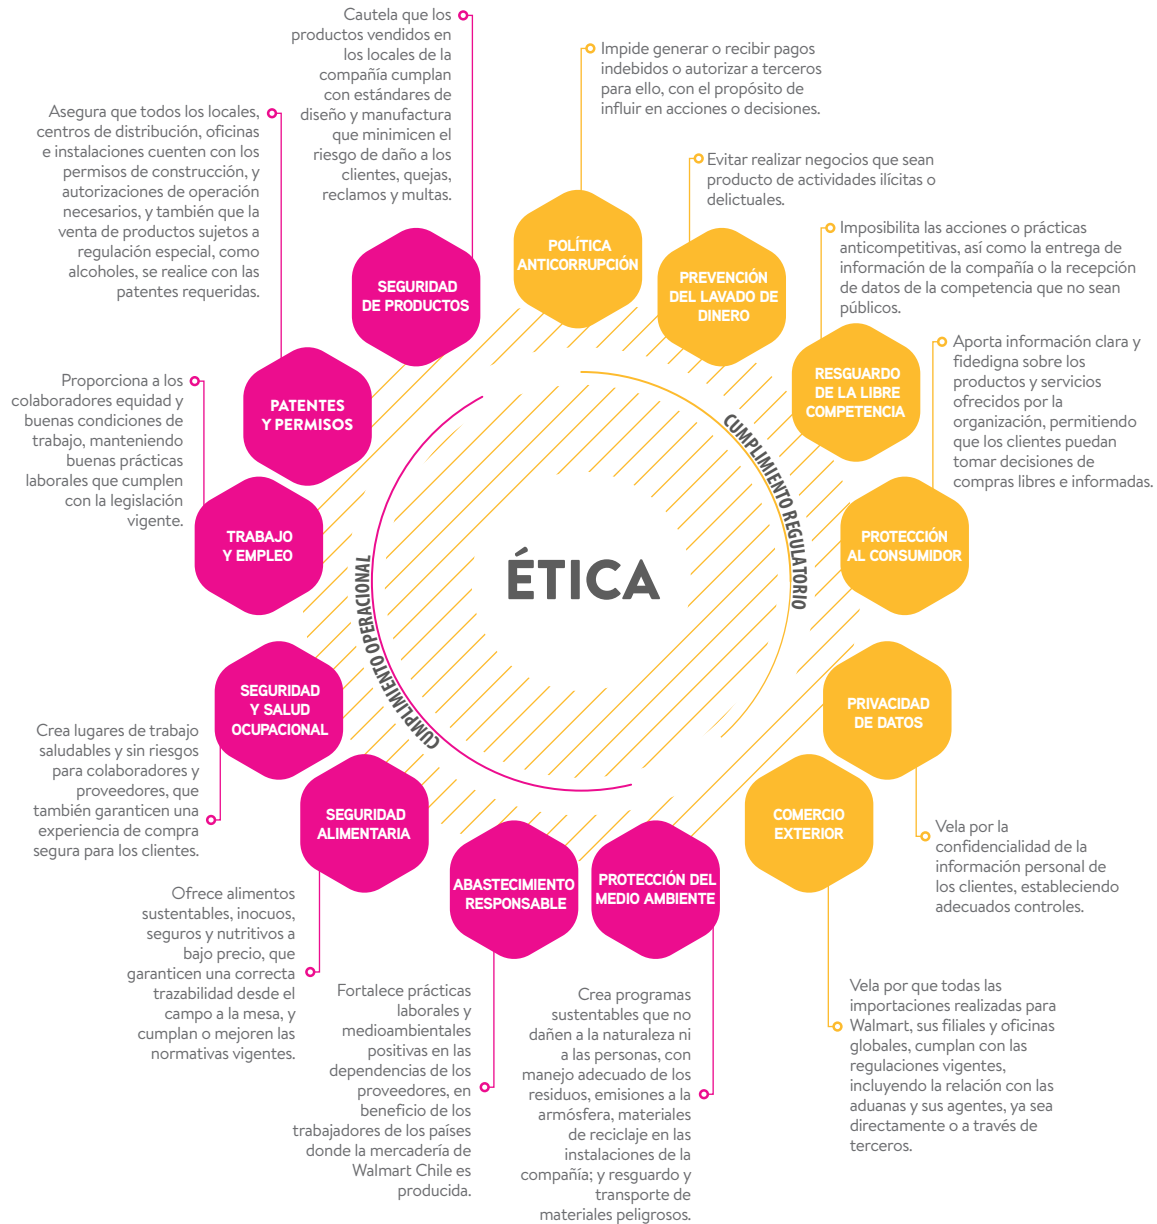 Cautela que los
productos vendidos en
los locales de la
compañía cumplan
con estándares de
diseño y manufactura
que minimicen el
riesgo de daño a los
clientes, quejas,
reclamos y multas.
Impide generar o recibir pagos
indebidos o autorizar a terceros
para ello, con el propósito de
influir en acciones o decisiones.
Asegura que todos los locales,
centros de distribución, oficinas
e instalaciones cuenten con los
permisos de construcción, y
autorizaciones de operación
necesarios, y también que la
venta de productos sujetos a
regulación especial, como
alcoholes, se realice con las
patentes requeridas.
Evitar realizar negocios que sean
producto de actividades ilícitas o
delictuales.
Imposibilita las acciones o prácticas
anticompetitivas, así como la entrega de
información de la compañía o la recepción
de datos de la competencia que no sean
públicos.
POLÍTICA
ANTICORRUPCIÓN
PREVENCIÓN
DEL LAVADO DE
DINERO
SEGURIDAD
DE PRODUCTOS
Aporta información clara y
fidedigna sobre los
productos y servicios
ofrecidos por la
organización, permitiendo
que los clientes puedan
tomar decisiones de
compras libres e informadas.
RESGUARDO
DE LA LIBRE
COMPETENCIA
PATENTES
Y PERMISOS
Proporciona a los
colaboradores equidad y
buenas condiciones de
trabajo, manteniendo
buenas prácticas
laborales que cumplen
con la legislación
vigente.
TRABAJO
Y EMPLEO
PROTECCIÓN
AL CONSUMIDOR
CUMPLIMIENTO REGULATORIO
ÉTICA
CUMPLIMIENTO OPERACIONAL
SEGURIDAD
Y SALUD
OCUPACIONAL
PRIVACIDAD
DE DATOS
Crea lugares de trabajo
saludables y sin riesgos
para colaboradores y
proveedores, que
también garanticen una
experiencia de compra
segura para los clientes.
SEGURIDAD
ALIMENTARIA
COMERCIO
EXTERIOR
Vela por la
confidencialidad de la
información personal de
los clientes, estableciendo
adecuados controles.
ABASTECIMIENTO
RESPONSABLE
PROTECCIÓN DEL
MEDIO AMBIENTE
Ofrece alimentos
sustentables, inocuos,
seguros y nutritivos a
bajo precio, que
garanticen una correcta
trazabilidad desde el
campo a la mesa, y
cumplan o mejoren las
normativas vigentes.
Fortalece prácticas
laborales y
medioambientales
positivas en las
dependencias de los
proveedores, en
beneficio de los
trabajadores de los países
donde la mercadería de
Walmart Chile es
producida.
Crea programas
sustentables que no
dañen a la naturaleza ni
a las personas, con
manejo adecuado de los
residuos, emisiones a la
armósfera, materiales
de reciclaje en las
instalaciones de la
compañía; y resguardo y
transporte de
materiales peligrosos.
Vela por que todas las
importaciones realizadas para
Walmart, sus filiales y oficinas
globales, cumplan con las
regulaciones vigentes,
incluyendo la relación con las
aduanas y sus agentes, ya sea
directamente o a través de
terceros.